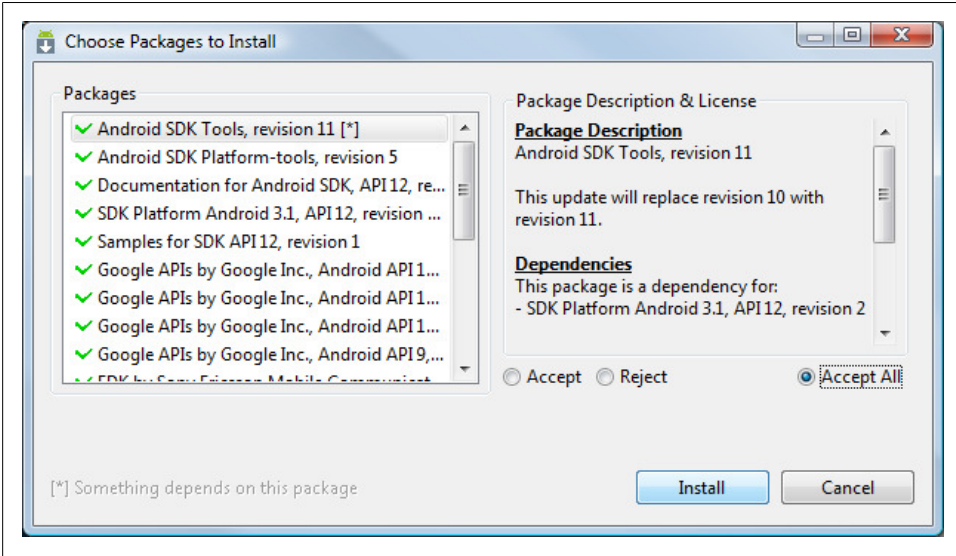 Choose Packages to Install
Packages
Android SDK Tools, revision 11 [*]
Android SDK Platform-tools, revision 5
Documentation for Android SDK, API 12, re...
SDK Platform Android 3.1, API 12, revision ...
Samples for SDK API 12, revision 1
Google APIs by Google Inc., Android API 1...
Google APIs by Google Inc., Android API 1...
Google APIs by Google Inc., Android API 1...
Google APIs by Google Inc., Android API 9,...
Package Description & License
Package Description
Android SDK Tools, revision 11
This update will replace revision 10 with
revision 11.
Dependencies
This package is a dependency for:
- SDK Platform Android 3.1, API 12, revision 2
Accept
Reject
Accept All
[*] Something depends on this package
Install
Cancel